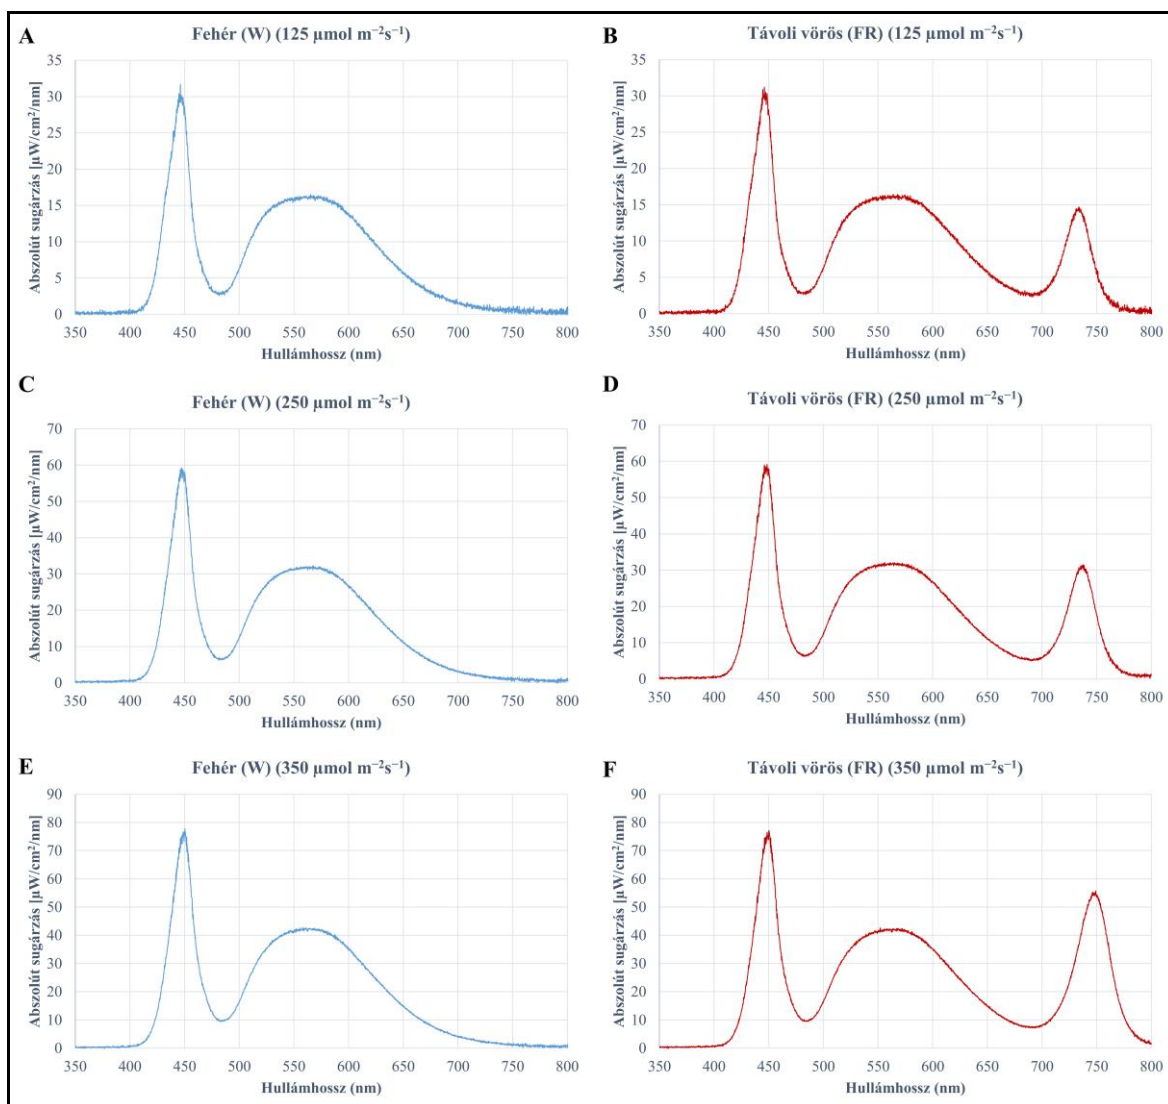 A
Fehér (W) (125 µmol m⁻²s⁻¹)
Abszolút sugárzás [µW/cm2/nm]
35
30
25
20
15
10
5
0
350 400 450 500 550 600 650 700 750 800
Hullámhossz (nm)
B
Távoli vörös (FR) (125 µmol m⁻²s⁻¹)
Abszolút sugárzás [µW/cm2/nm]
35
30
25
20
15
10
5
0
350 400 450 500 550 600 650 700 750 800
Hullámhossz (nm)
C
Fehér (W) (250 µmol m⁻²s⁻¹)
Abszolút sugárzás [µW/cm2/nm]
70
60
50
40
30
20
10
0
350 400 450 500 550 600 650 700 750 800
Hullámhossz (nm)
D
Távoli vörös (FR) (250 µmol m⁻²s⁻¹)
Abszolút sugárzás [µW/cm2/nm]
70
60
50
40
30
20
10
0
350 400 450 500 550 600 650 700 750 800
Hullámhossz (nm)
E
Fehér (W) (350 µmol m⁻²s⁻¹)
Abszolút sugárzás [µW/cm2/nm]
90
80
70
60
50
40
30
20
10
0
350 400 450 500 550 600 650 700 750 800
Hullámhossz (nm)
F
Távoli vörös (FR) (350 µmol m⁻²s⁻¹)
Abszolút sugárzás [µW/cm2/nm]
90
80
70
60
50
40
30
20
10
0
350 400 450 500 550 600 650 700 750 800
Hullámhossz (nm)